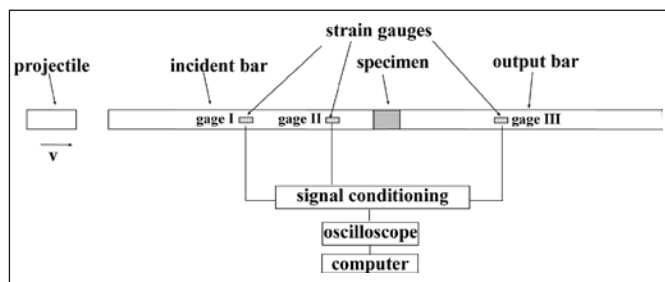 strain gauges
projectile
incident bar
specimen
output bar
gage I
gage II
gage III
v
signal conditioning
oscilloscope
computer